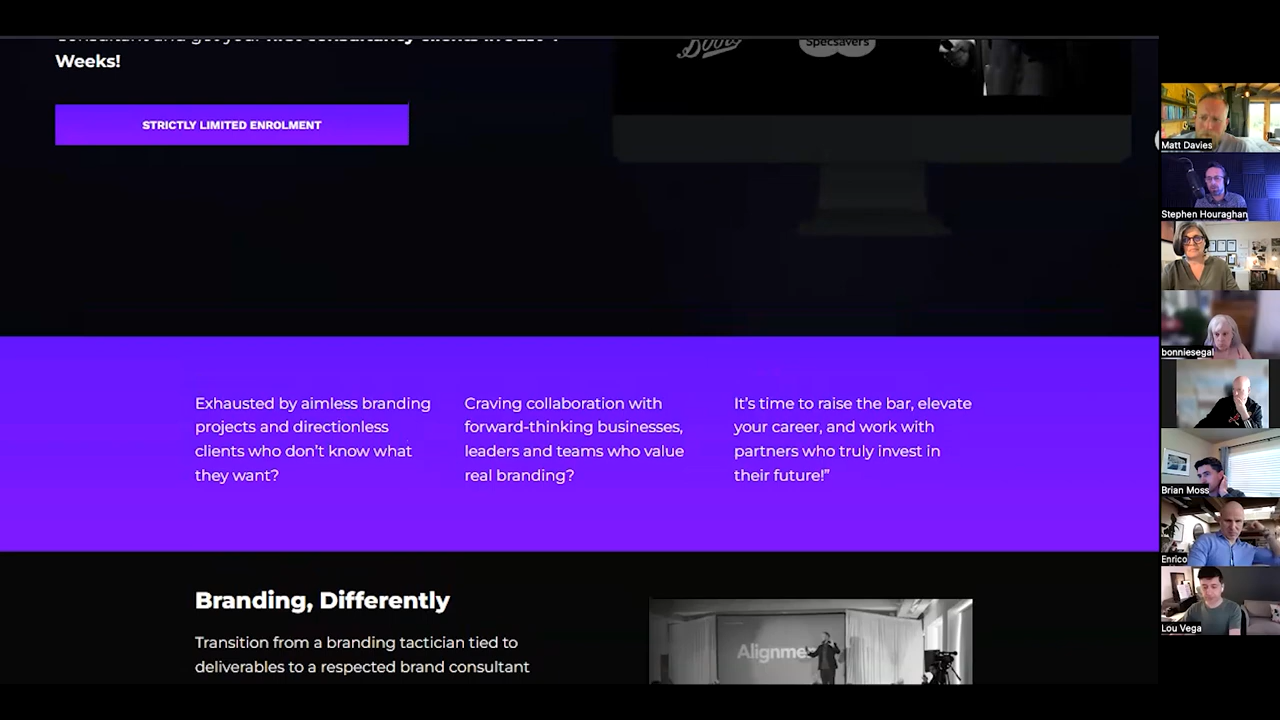 Weeks!
STRICTLY LIMITED ENROLMENT
Boots
Specsavers
Exhausted by aimless branding
projects and directionless
clients who don’t know what
they want?
Craving collaboration with
forward-thinking businesses,
leaders and teams who value
real branding?
It’s time to raise the bar, elevate
your career, and work with
partners who truly invest in
their future!”
Branding, Differently
Transition from a branding tactician tied to
deliverables to a respected brand consultant
Alignme
Matt Davies
Stephen Houraghan
bonniesegal
Brian Moss
Enrico
Lou Vega